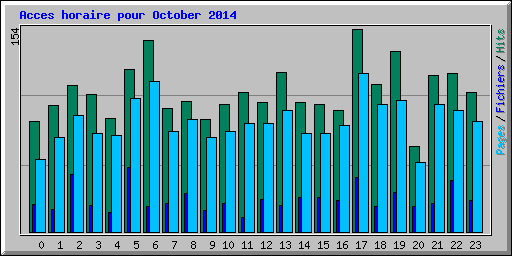 Acces horaire pour October 2014
154
Pages / Fichiers / Hits
0 1 2 3 4 5 6 7 8 9 10 11 12 13 14 15 16 17 18 19 20 21 22 23